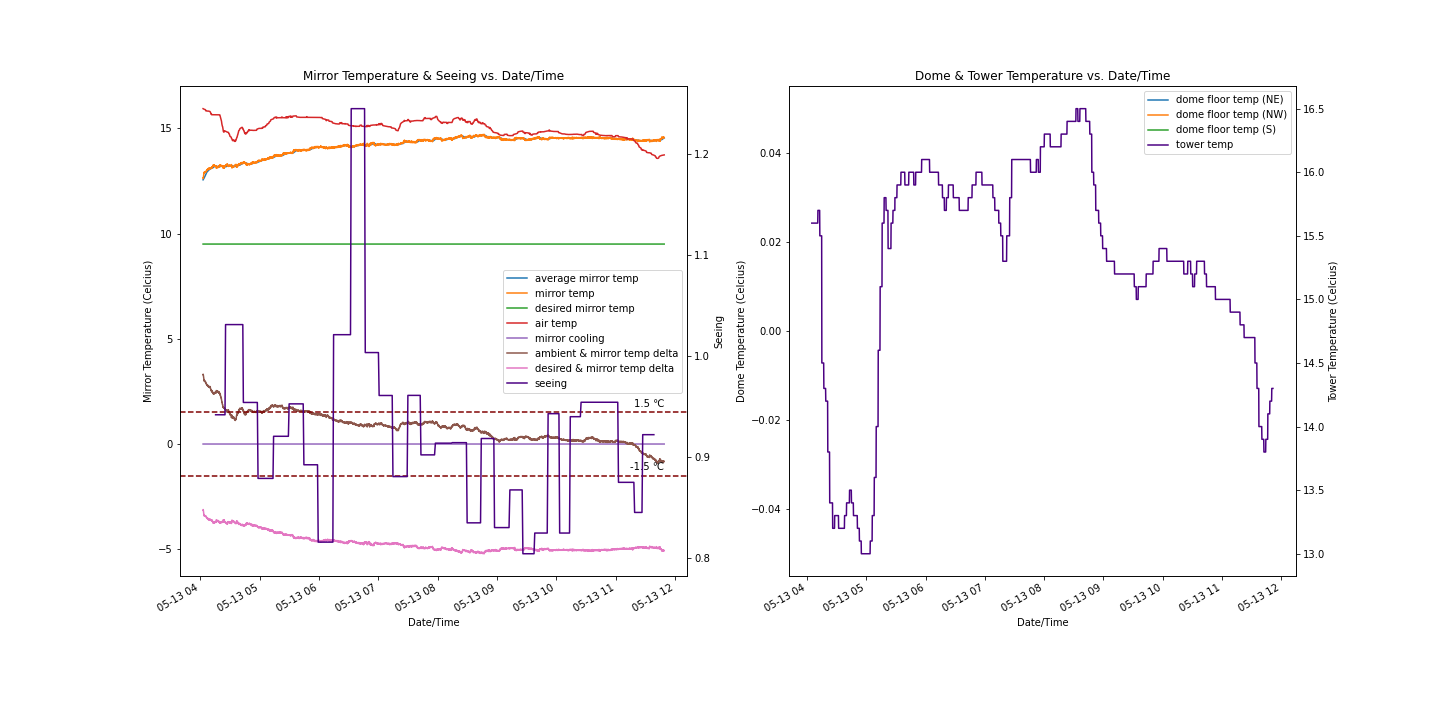 Mirror Temperature & Seeing vs. Date/Time
Mirror Temperature (Celcius)
15
10
5
0
−5
average mirror temp
mirror temp
desired mirror temp
air temp
mirror cooling
ambient & mirror temp delta
desired & mirror temp delta
seeing
1.5 °C
-1.5 °C
1.2
1.1
1.0
0.9
0.8
Seeing
05-13 04
05-13 05
05-13 06
05-13 07
05-13 08
05-13 09
05-13 10
05-13 11
05-13 12
Date/Time
Dome & Tower Temperature vs. Date/Time
Dome Temperature (Celcius)
0.04
0.02
0.00
−0.02
−0.04
dome floor temp (NE)
dome floor temp (NW)
dome floor temp (S)
tower temp
16.5
16.0
15.5
15.0
14.5
14.0
13.5
13.0
Tower Temperature (Celcius)
05-13 04
05-13 05
05-13 06
05-13 07
05-13 08
05-13 09
05-13 10
05-13 11
05-13 12
Date/Time